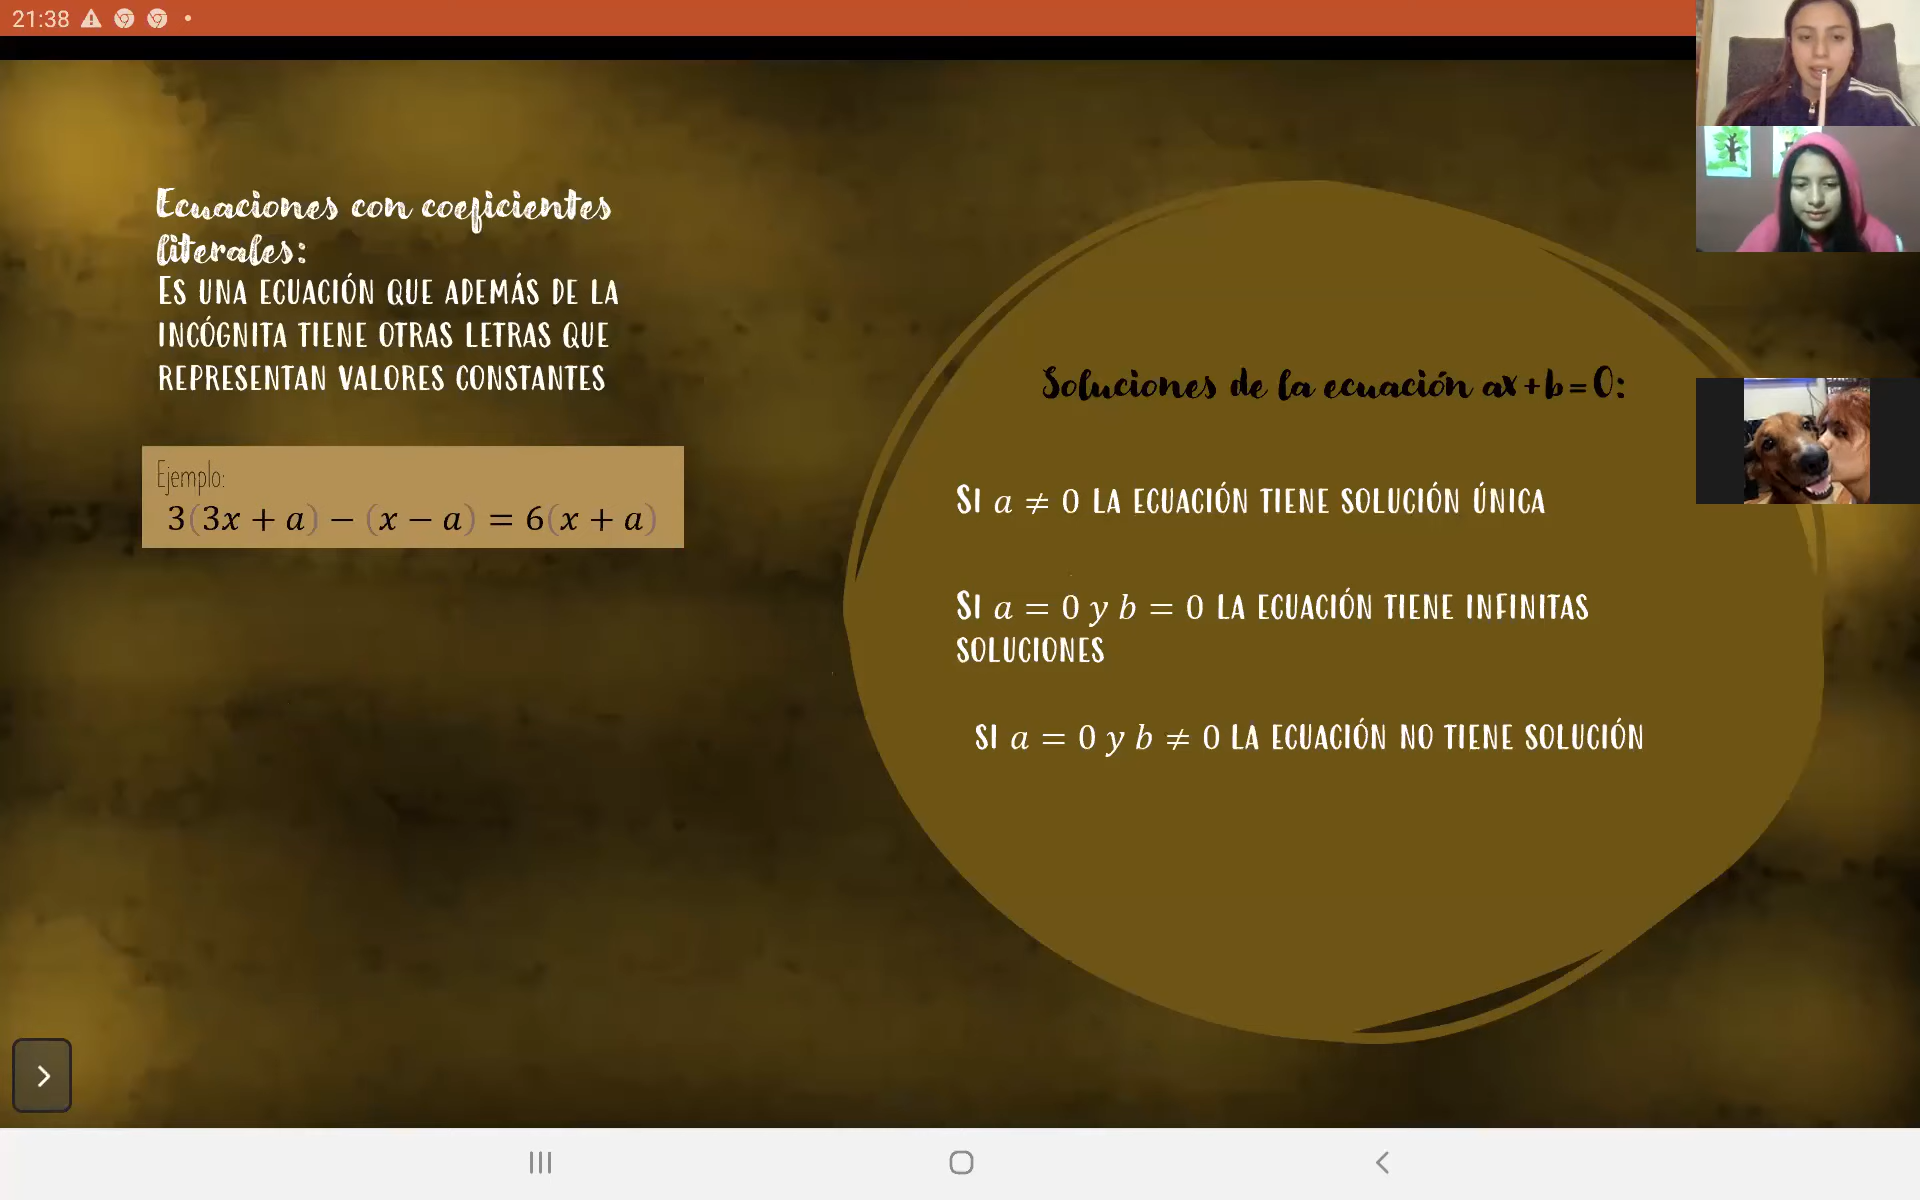 21:38
Ecuaciones con coeficientes
literales:
ES UNA ECUACIÓN QUE ADEMÁS DE LA
INCÓGNITA TIENE OTRAS LETRAS QUE
REPRESENTAN VALORES CONSTANTES
Ejemplo:
3(3x + a) − (x − a) = 6(x + a)
Soluciones de la ecuación ax+b=0:
SI a ≠ 0 LA ECUACIÓN TIENE SOLUCIÓN ÚNICA
SI a = 0 y b = 0 LA ECUACIÓN TIENE INFINITAS
SOLUCIONES
SI a = 0 y b ≠ 0 LA ECUACIÓN NO TIENE SOLUCIÓN